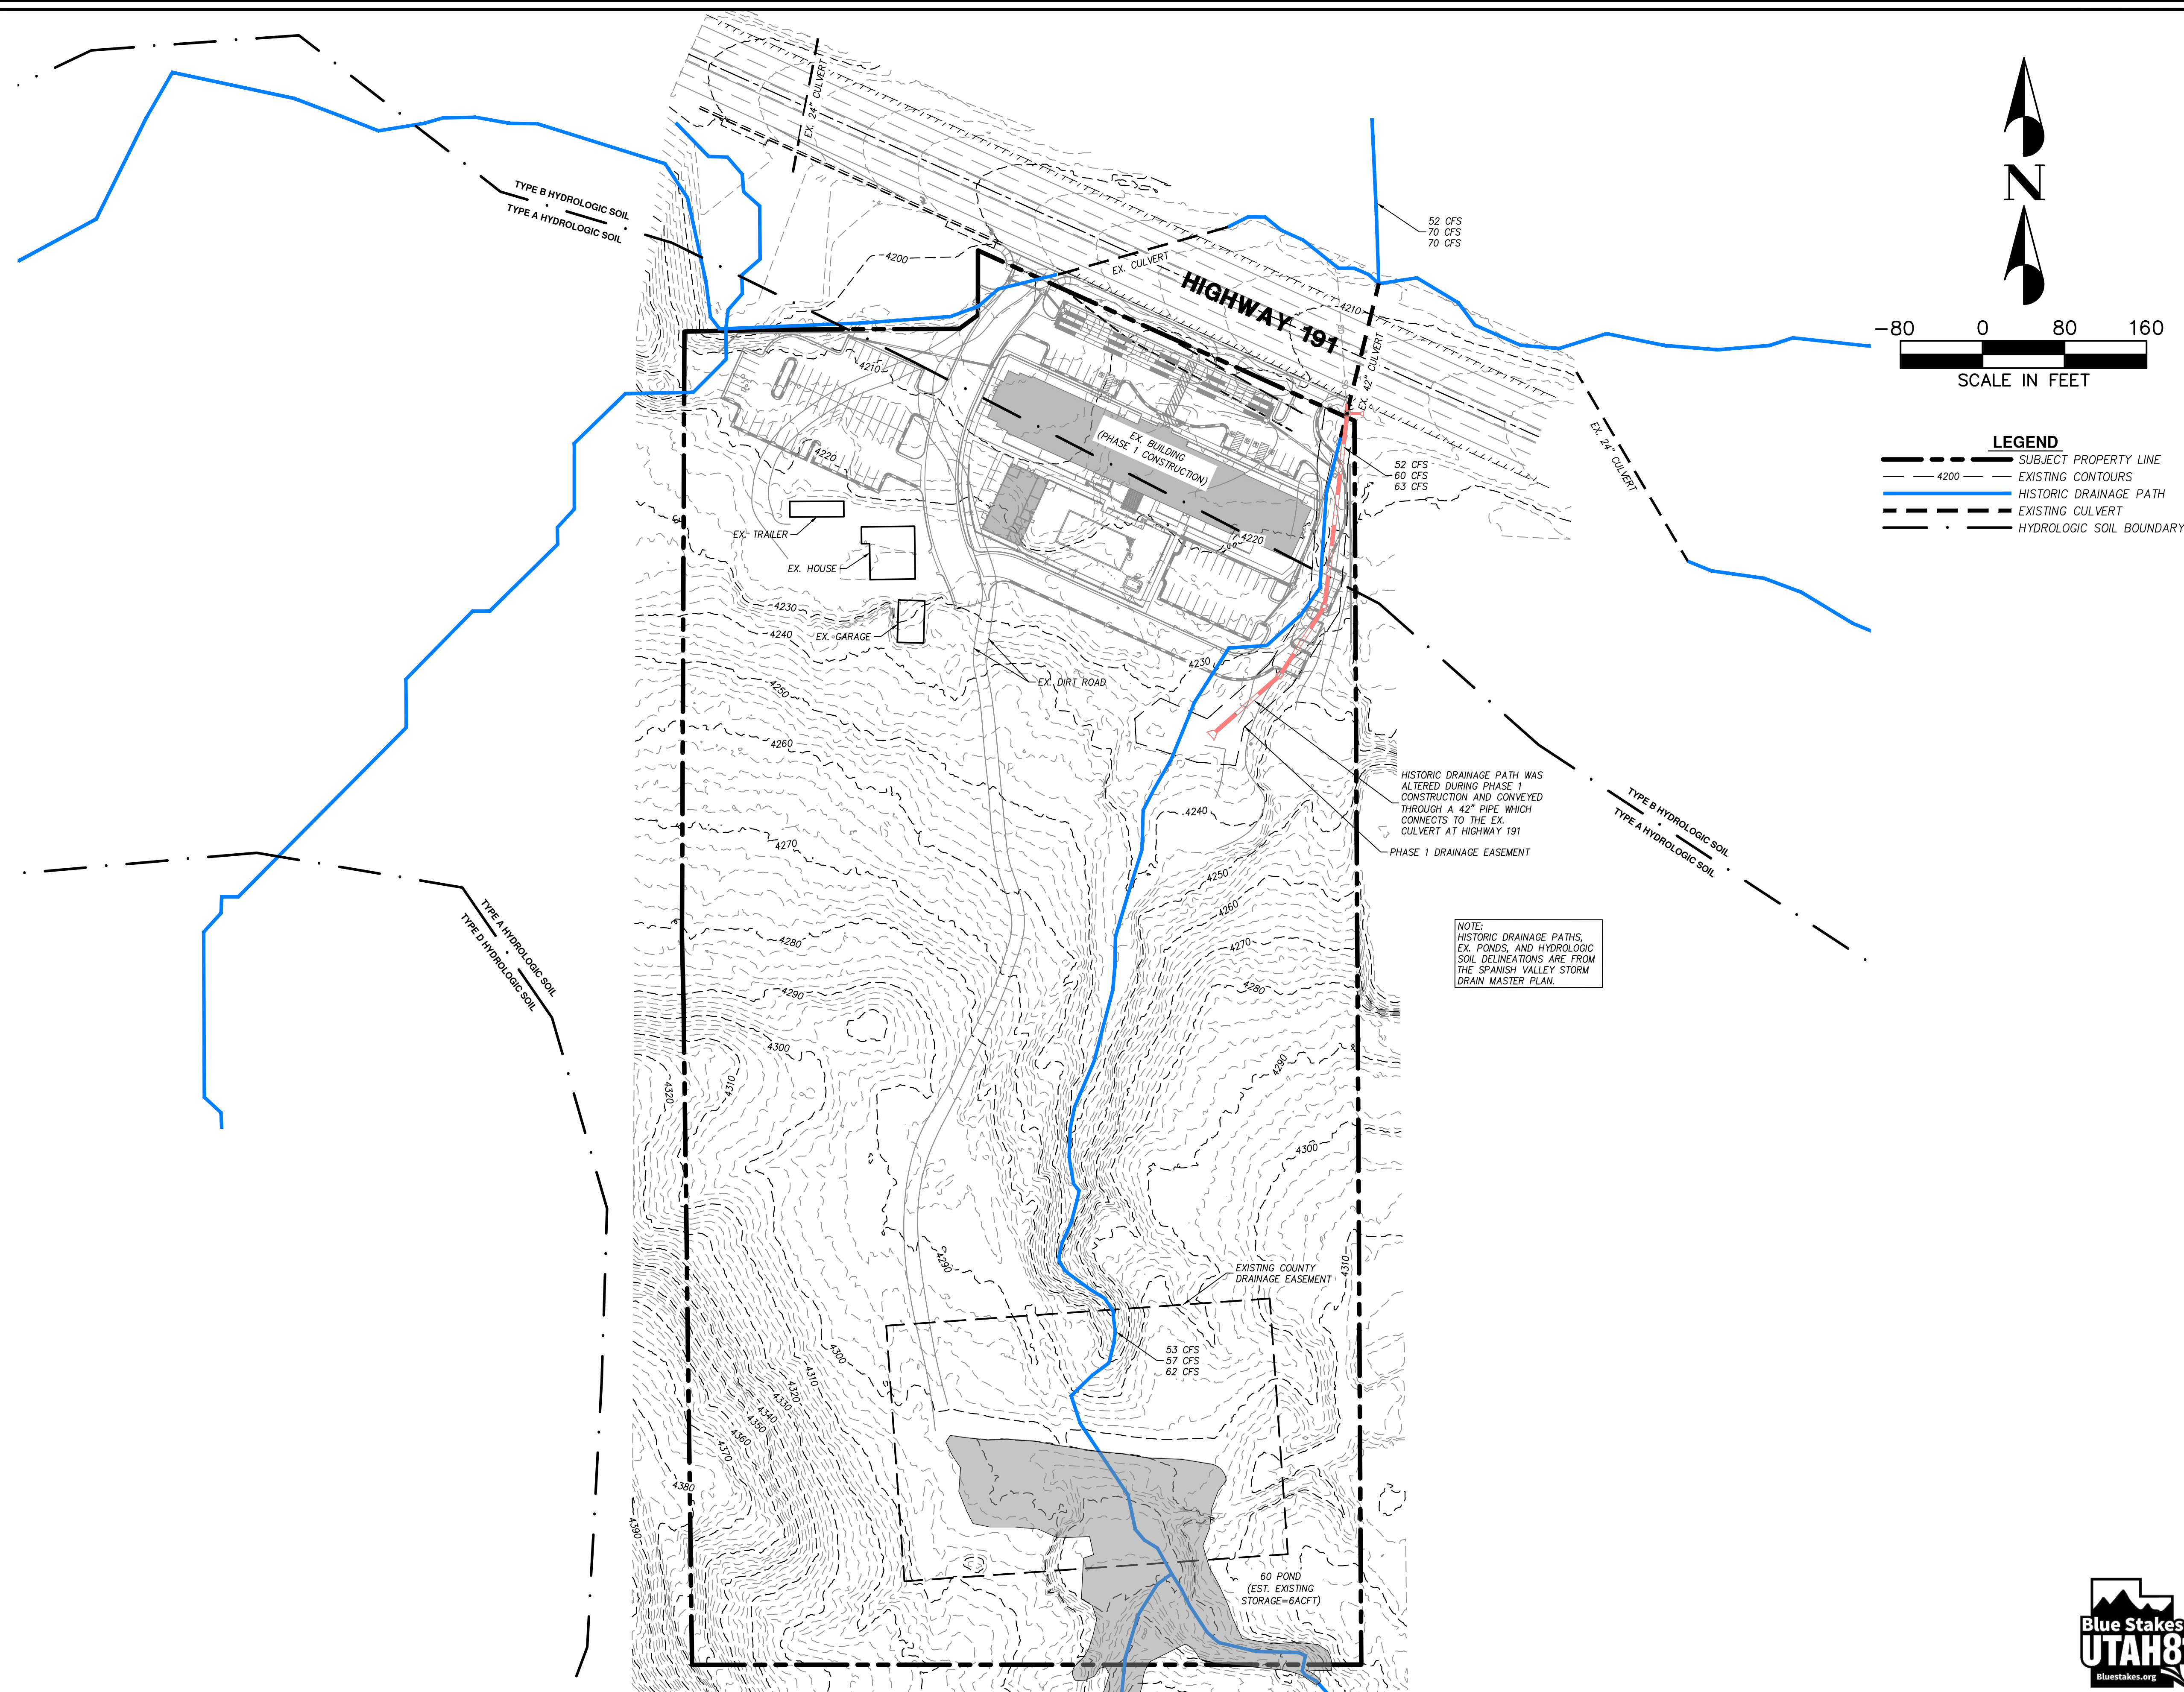 EX. 24" CULVERT
TYPE B HYDROLOGIC SOIL
TYPE A HYDROLOGIC SOIL
4200
EX. CULVERT
HIGHWAY 191
4210
52 CFS
70 CFS
70 CFS
N
-80 0 80 160
SCALE IN FEET
LEGEND
SUBJECT PROPERTY LINE
4200 EXISTING CONTOURS
HISTORIC DRAINAGE PATH
EXISTING CULVERT
HYDROLOGIC SOIL BOUNDARY
EX. 42" CULVERT
EX. 24" CULVERT
4210
EX. BUILDING
(PHASE 1 CONSTRUCTION)
4220
52 CFS
60 CFS
63 CFS
EX. TRAILER
4220
EX. HOUSE
4230
4240
EX. GARAGE
4230
EX. DIRT ROAD
4250
4260
HISTORIC DRAINAGE PATH WAS
ALTERED DURING PHASE 1
CONSTRUCTION AND CONVEYED
THROUGH A 42" PIPE WHICH
CONNECTS TO THE EX.
CULVERT AT HIGHWAY 191
PHASE 1 DRAINAGE EASEMENT
TYPE B HYDROLOGIC SOIL
TYPE A HYDROLOGIC SOIL
4240
4270
4250
4260
4270
4280
4280
4290
NOTE:
HISTORIC DRAINAGE PATHS,
EX. PONDS, AND HYDROLOGIC
SOIL DELINEATIONS ARE FROM
THE SPANISH VALLEY STORM
DRAIN MASTER PLAN.
TYPE A HYDROLOGIC SOIL
TYPE D HYDROLOGIC SOIL
4300
4310
4320
4290
4300
4290
4310
EXISTING COUNTY
DRAINAGE EASEMENT
53 CFS
57 CFS
62 CFS
4300
4310
4320
4330
4340
4350
4360
4370
4380
4390
60 POND
(EST. EXISTING
STORAGE=6ACFT)
Blue Stakes
UTAH8
Bluestakes.org